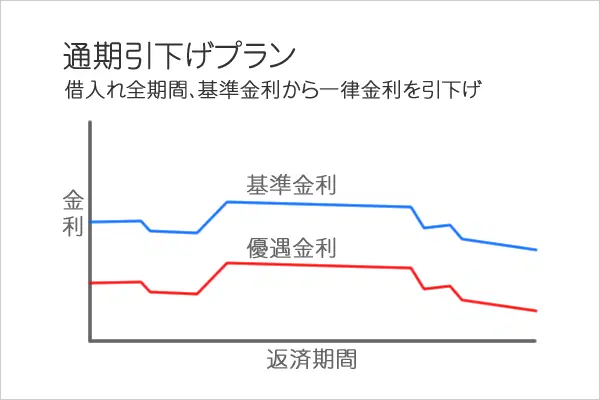 通期引下げプラン
借入れ全期間、基準金利から一律金利を引下げ
金利
基準金利
優遇金利
返済期間